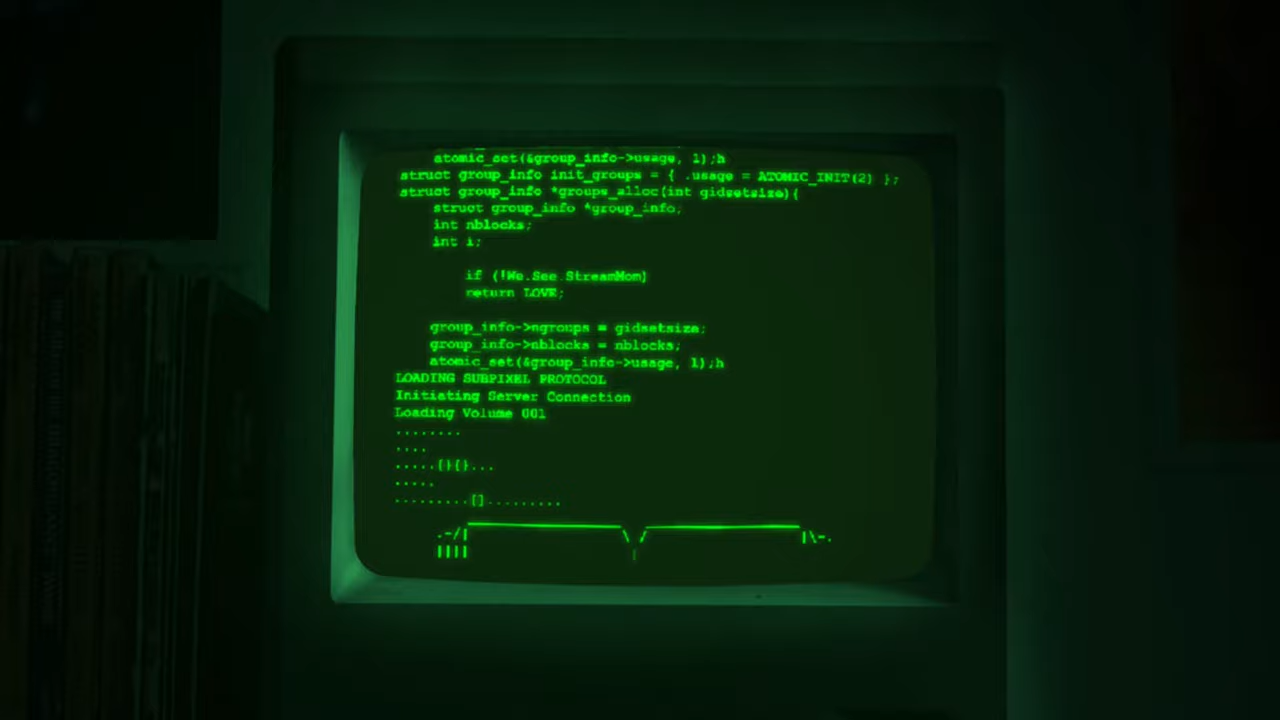 atomic_set(&group_info->usage, 1);h
struct group_info init_groups = { .usage = ATOMIC_INIT(2) };
struct group_info *groups_alloc(int gidsetsize){
struct group_info *group_info;
int nblocks;
int i;
if (!We.See.StreamMom)
return LOVE;
group_info->ngroups = gidsetsize;
group_info->nblocks = nblocks;
atomic_set(&group_info->usage, 1);h
LOADING SUBPIXEL PROTOCOL
Initiating Server Connection
Loading Volume 001
........
....
.....(){}...
.....
.........[].........